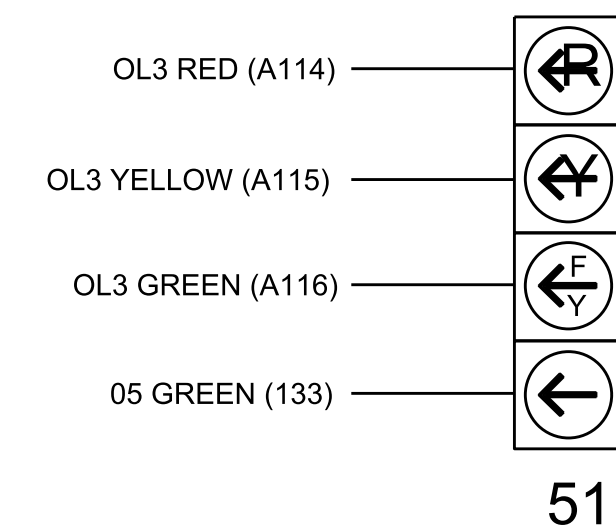 OL3 RED (A114)
R
OL3 YELLOW (A115)
Y
OL3 GREEN (A116)
F
Y
05 GREEN (133)
51